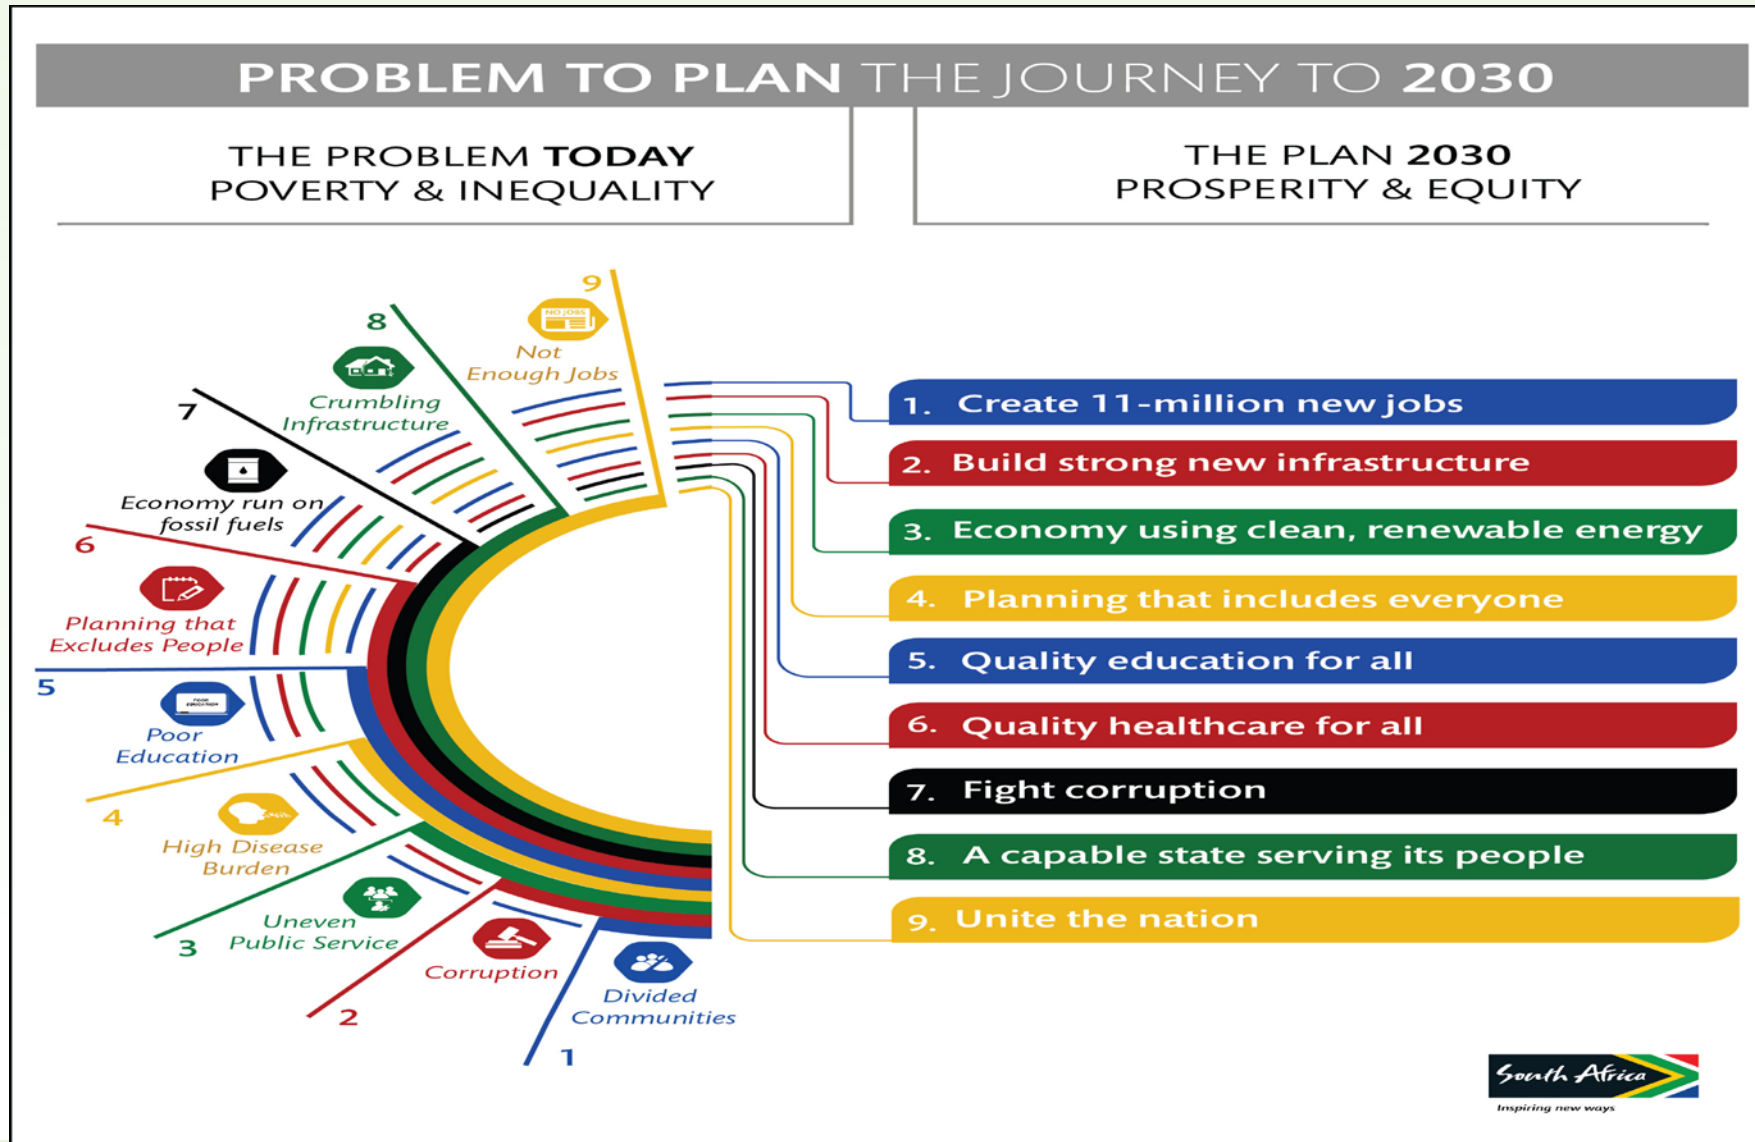 PROBLEM TO PLAN THE JOURNEY TO 2030
THE PROBLEM TODAY
POVERTY & INEQUALITY
THE PLAN 2030
PROSPERITY & EQUITY
9
NO JOBS
Not
Enough Jobs
8
Crumbling
Infrastructure
7
Economy run on
fossil fuels
6
Planning that
Excludes People
5
POOR
EDUCATION
Poor
Education
4
High Disease
Burden
3
Uneven
Public Service
2
Corruption
1
Divided
Communities
1. Create 11-million new jobs
2. Build strong new infrastructure
3. Economy using clean, renewable energy
4. Planning that includes everyone
5. Quality education for all
6. Quality healthcare for all
7. Fight corruption
8. A capable state serving its people
9. Unite the nation
South Africa
Inspiring new ways